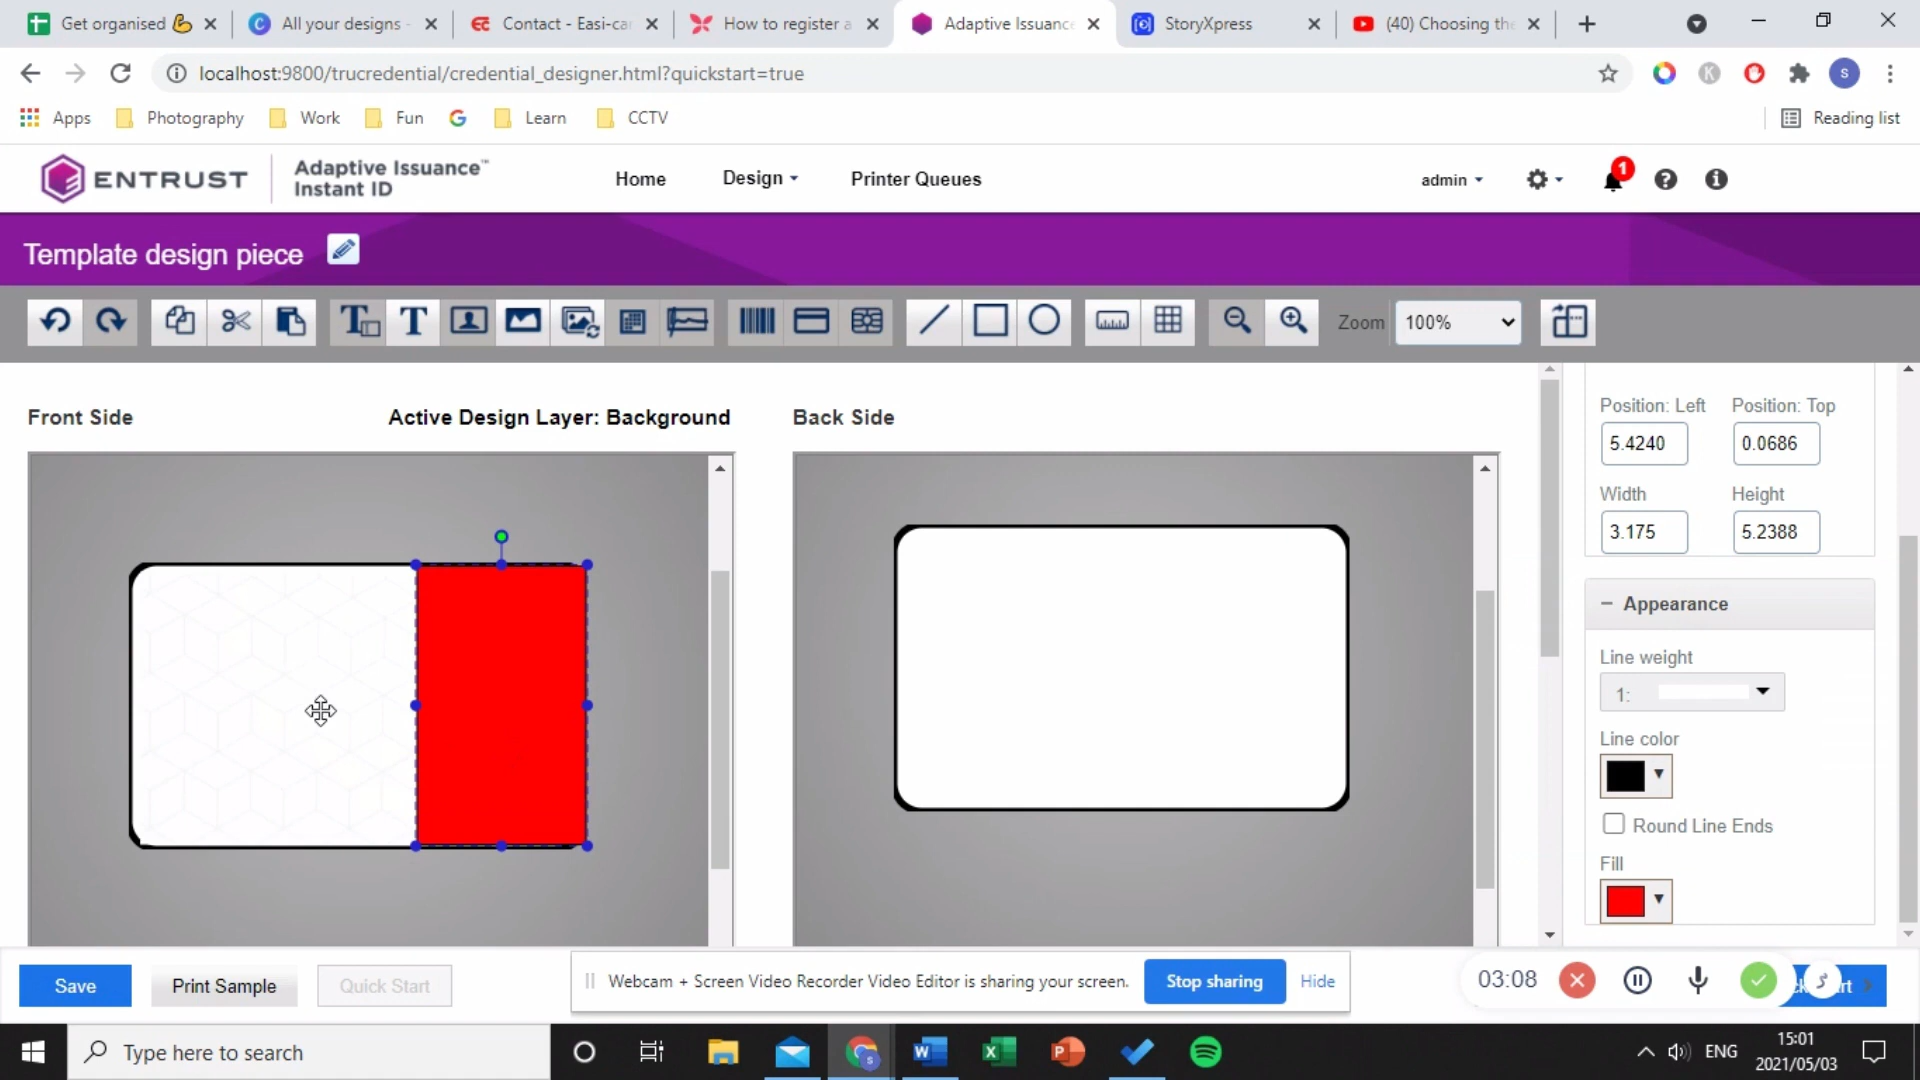 Get organised 💪
All your designs -
Contact - Easi-car
How to register a
Adaptive Issuance
StoryXpress
(40) Choosing the
localhost:9800/trucredential/credential_designer.html?quickstart=true
K
s
Apps
Photography
Work
Fun
Learn
CCTV
Reading list
ENTRUST
Adaptive Issuance™
Instant ID
Home
Design
Printer Queues
admin
1
Template design piece
Zoom
100%
Front Side
Active Design Layer: Background
Back Side
Position: Left
Position: Top
5.4240
0.0686
Width
Height
3.175
5.2388
Appearance
Line weight
1:
Line color
Round Line Ends
Fill
Save
Print Sample
Quick Start
Webcam + Screen Video Recorder Video Editor is sharing your screen.
Stop sharing
Hide
03:08
Type here to search
ENG
15:01
2021/05/03